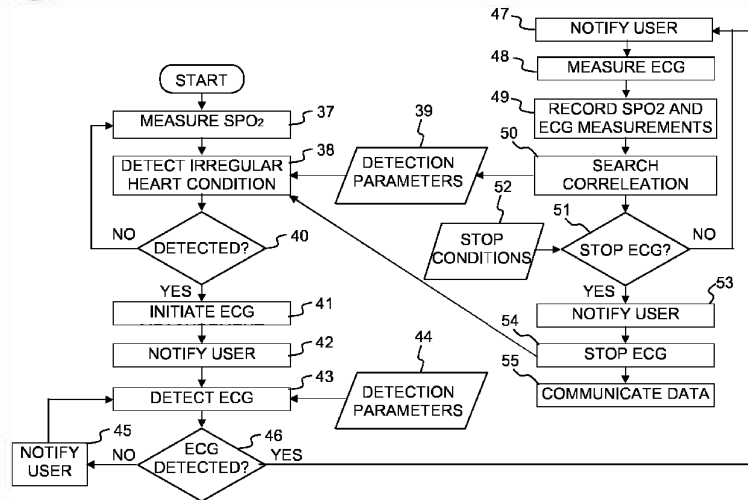 START
MEASURE SPO2
37
DETECT IRREGULAR
HEART CONDITION
38
DETECTED?
40
NO
YES
INITIATE ECG
41
NOTIFY USER
42
DETECT ECG
43
ECG
DETECTED?
46
NO
YES
NOTIFY
USER
45
39
DETECTION
PARAMETERS
44
DETECTION
PARAMETERS
47
NOTIFY USER
48
MEASURE ECG
49
RECORD SPO2 AND
ECG MEASUREMENTS
50
SEARCH
CORRELEATION
51
STOP ECG?
NO
YES
52
STOP
CONDITIONS
53
NOTIFY USER
54
STOP ECG
55
COMMUNICATE DATA